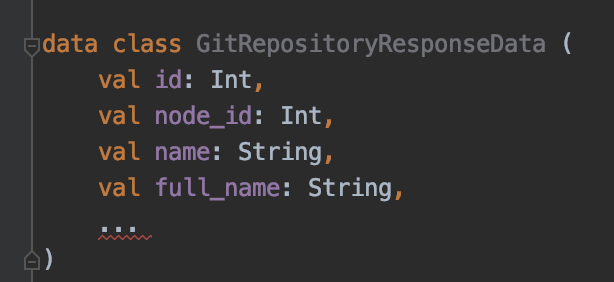 data class GitRepositoryResponseData (
val id: Int,
val node_id: Int,
val name: String,
val full_name: String,
...
)